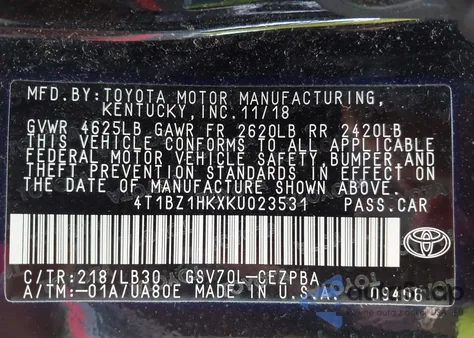 MFD.BY:TOYOTA MOTOR MANUFACTURING,
KENTUCKY,INC.11/18
GVWR 4625LB GAWR FR 2620LB RR 2420LB
THIS VEHICLE CONFORMS TO ALL APPLICABLE
FEDERAL MOTOR VEHICLE SAFETY,BUMPER,AND
THEFT PREVENTION STANDARDS IN EFFECT ON
THE DATE OF MANUFACTURE SHOWN ABOVE.
4T1BZ1HKXKU023531 PASS.CAR
C/TR:218/LB30 GSV70L-CEZPBA
A/TM:-01A/UA80E MADE IN U.S.A. 09406